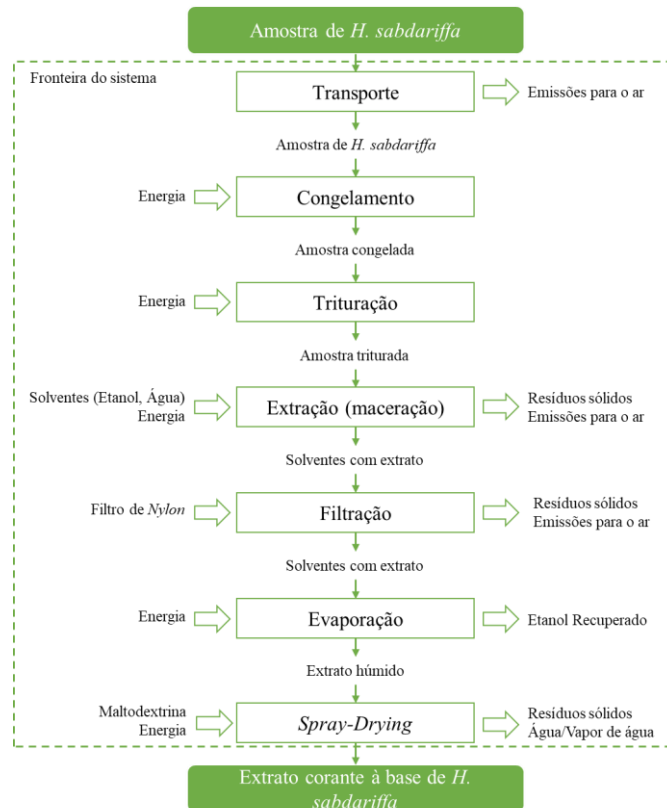 Amostra de H. sabdariffa
Fronteira do sistema
Transporte
Emissões para o ar
Amostra de H. sabdariffa
Energia
Congelamento
Amostra congelada
Energia
Trituração
Amostra triturada
Solventes (Etanol, Água)
Energia
Extração (maceração)
Resíduos sólidos
Emissões para o ar
Solventes com extrato
Filtro de Nylon
Filtração
Resíduos sólidos
Emissões para o ar
Solventes com extrato
Energia
Evaporação
Etanol Recuperado
Extrato húmido
Maltodextrina
Energia
Spray-Drying
Resíduos sólidos
Água/Vapor de água
Extrato corante à base de H.
sabdariffa